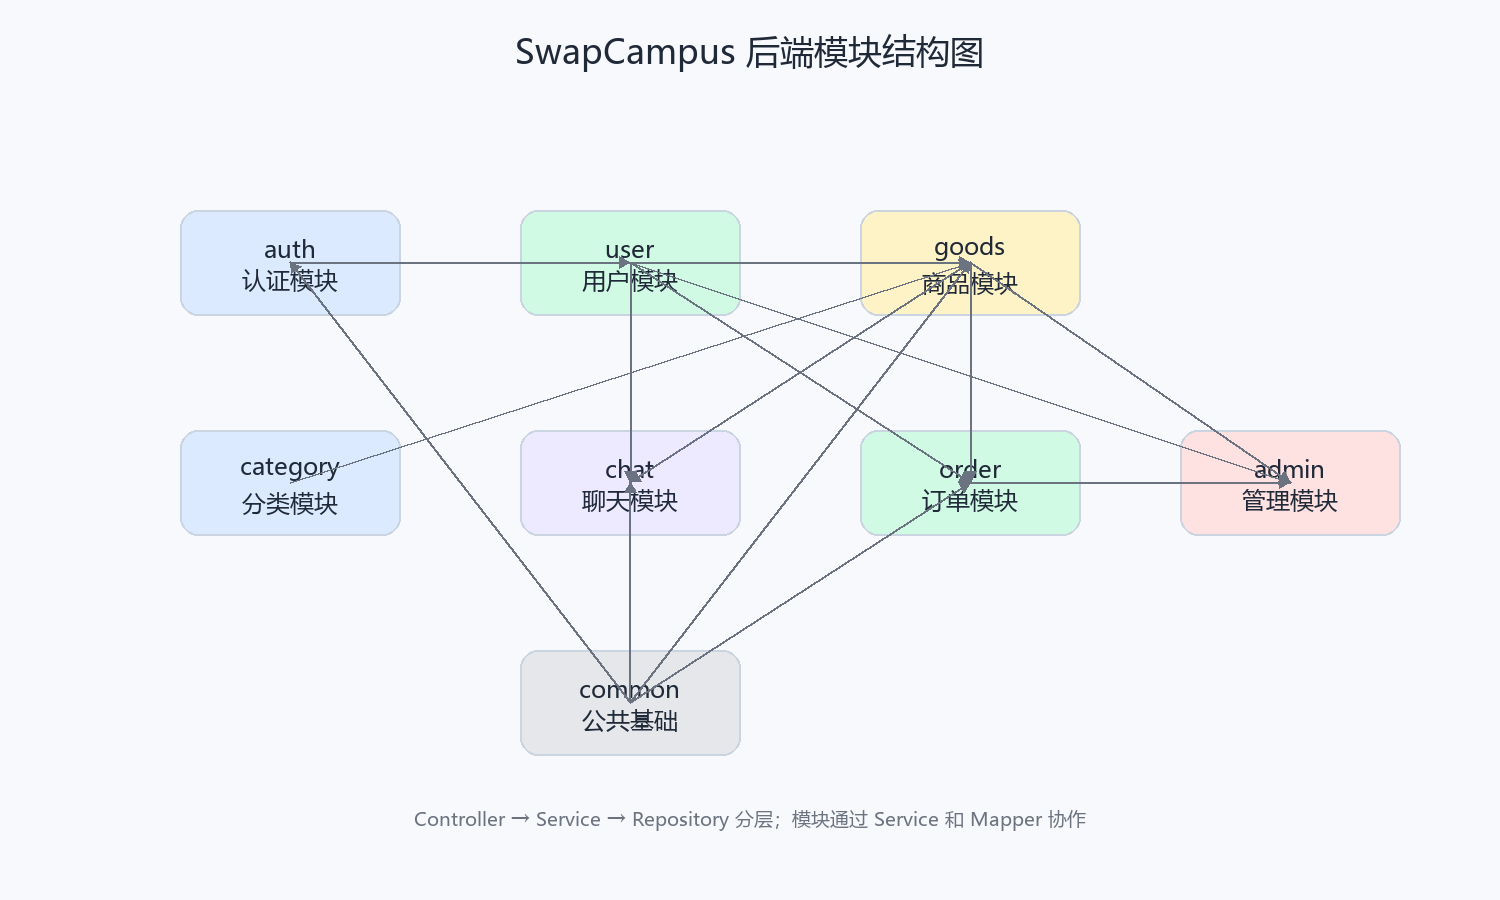 SwapCampus 后端模块结构图
auth
认证模块
user
用户模块
goods
商品模块
category
分类模块
chat
聊天模块
order
订单模块
admin
管理模块
common
公共基础
Controller → Service → Repository 分层；模块通过 Service 和 Mapper 协作